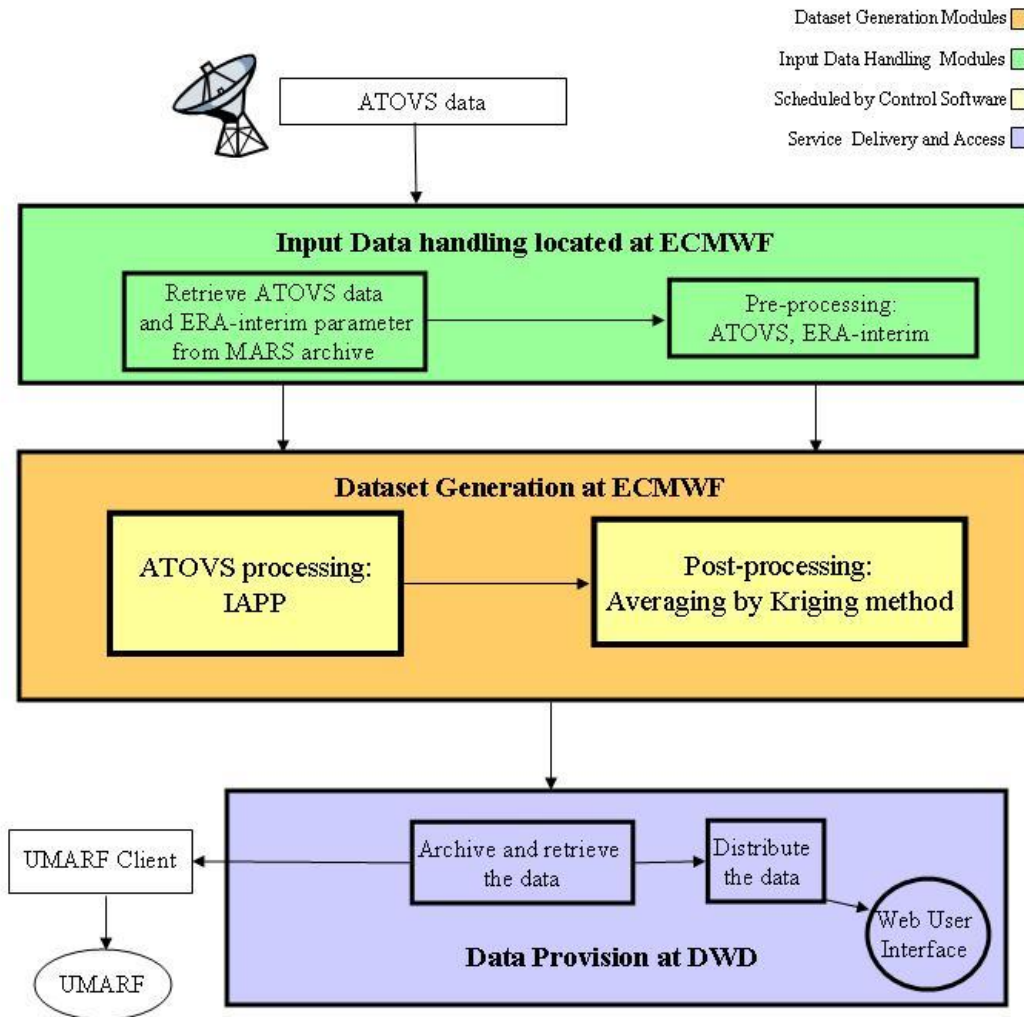 Dataset Generation Modules
Input Data Handling Modules
Scheduled by Control Software
Service Delivery and Access
ATOVS data
Input Data handling located at ECMWF
Retrieve ATOVS data
and ERA-interim parameter
from MARS archive
Pre-processing:
ATOVS, ERA-interim
Dataset Generation at ECMWF
ATOVS processing:
IAPP
Post-processing:
Averaging by Kriging method
UMARF Client
Archive and retrieve
the data
Distribute
the data
Web User
Interface
Data Provision at DWD
UMARF